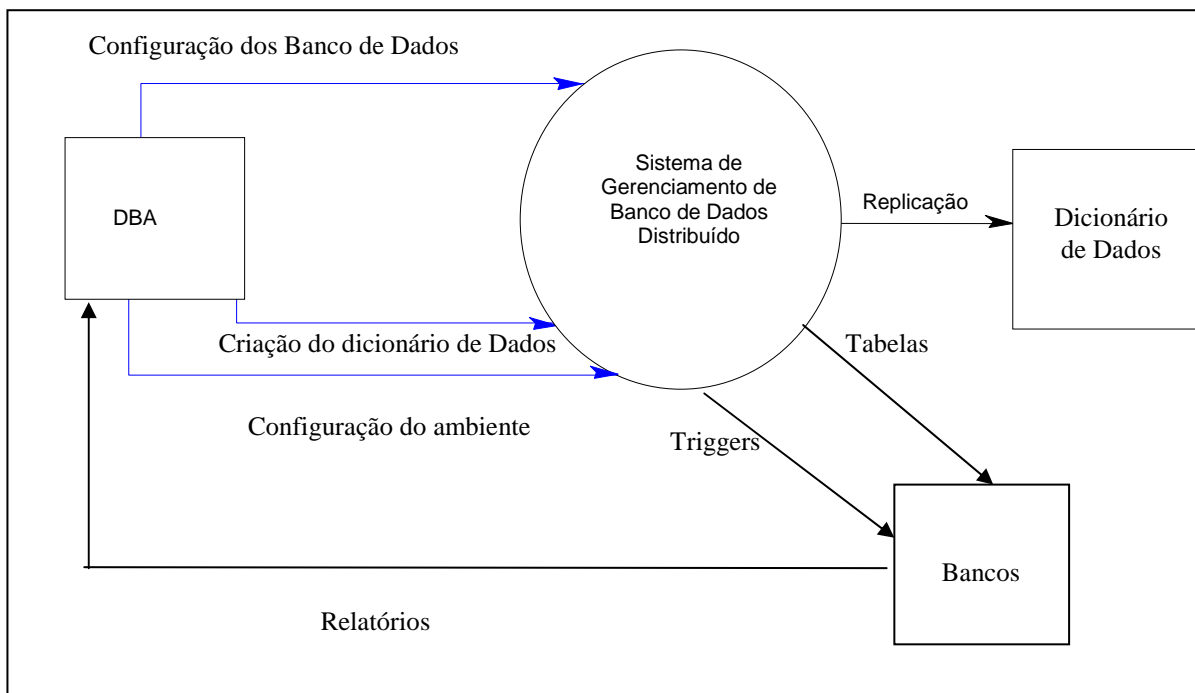 Configuração dos Banco de Dados
DBA
Sistema de
Gerenciamento de
Banco de Dados
Distribuído
Replicação
Dicionário
de Dados
Criação do dicionário de Dados
Tabelas
Configuração do ambiente
Triggers
Bancos
Relatórios